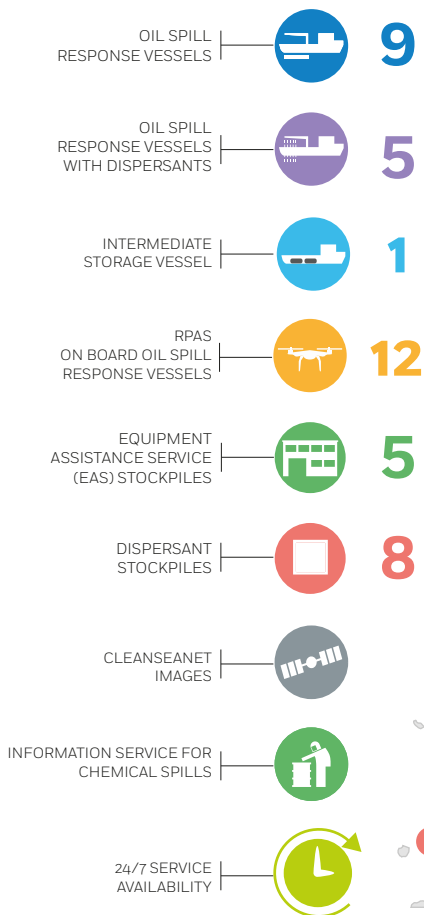 OIL SPILL
RESPONSE VESSELS
9
OIL SPILL
RESPONSE VESSELS
WITH DISPERSANTS
5
INTERMEDIATE
STORAGE VESSEL
1
RPAS
ON BOARD OIL SPILL
RESPONSE VESSELS
12
EQUIPMENT
ASSISTANCE SERVICE
(EAS) STOCKPILES
5
DISPERSANT
STOCKPILES
8
CLEANSEANET
IMAGES
INFORMATION SERVICE FOR
CHEMICAL SPILLS
24/7 SERVICE
AVAILABILITY